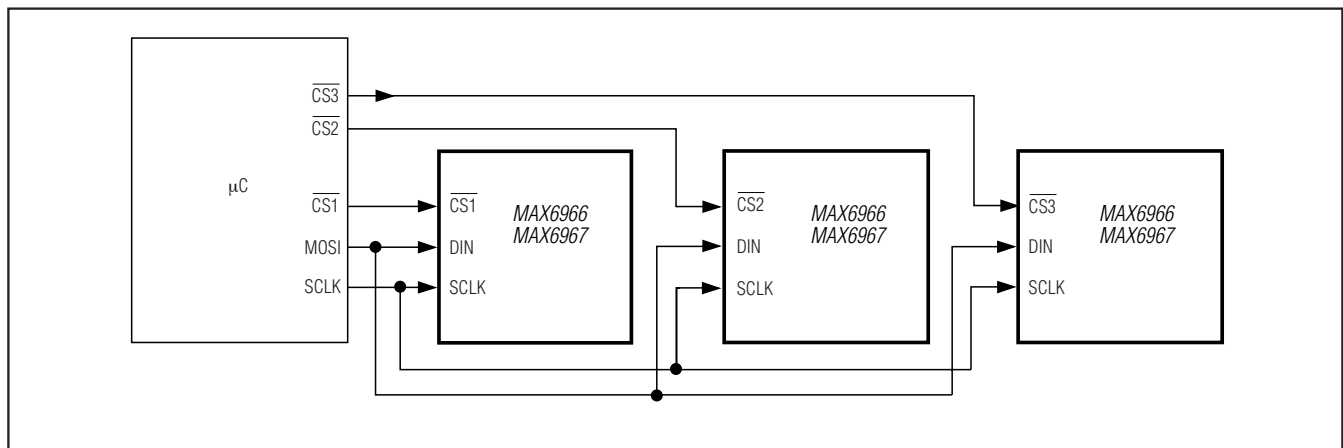 CS3
CS2
μC
CS1
MOSI
SCLK
CS1
DIN
SCLK
MAX6966
MAX6967
CS2
DIN
SCLK
MAX6966
MAX6967
CS3
DIN
SCLK
MAX6966
MAX6967